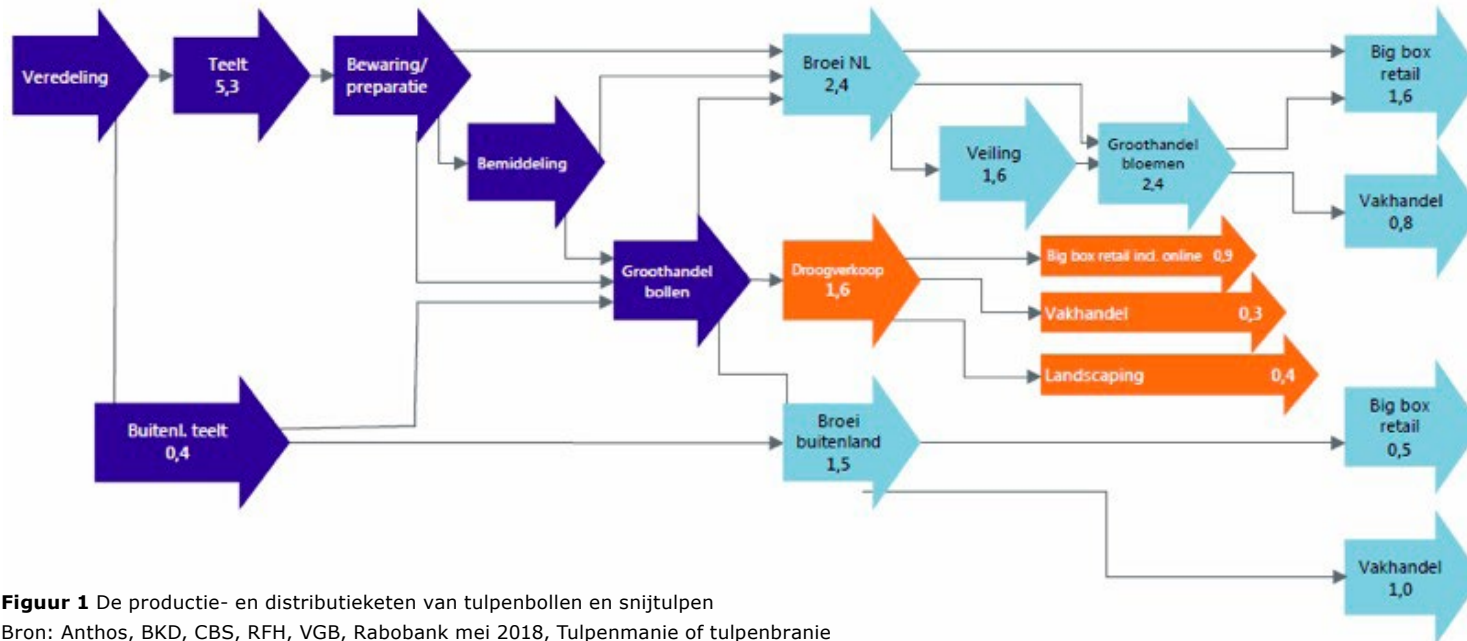 Veredeling
Teelt
5,3
Bewaring/
preparatie
Bemiddeling
Groothandel
bollen
Buitenl. teelt
0,4
Broei NL
2,4
Veiling
1,6
Groothandel
bloemen
2,4
Big box
retail
1,6
Vakhandel
0,8
Droogverkoop
1,6
Big box retail incl. online 0,9
Vakhandel 0,3
Landscaping 0,4
Broei
buitenland
1,5
Big box
retail
0,5
Vakhandel
1,0
Figuur 1 De productie- en distributieketen van tulpenbollen en snijtulpen
Bron: Anthos, BKD, CBS, RFH, VGB, Rabobank mei 2018, Tulpenmanie of tulpenbranie